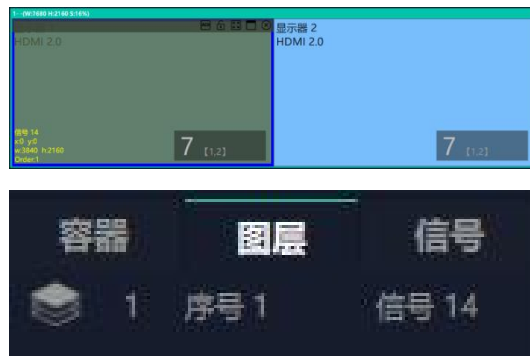 1--(W:7680 H:2160 S:16%)
显示器 2
HDMI 2.0
HDMI 2.0
信号 14
x:0 y:0
w:3840 h:2160
Order:1
7 [1,2]
7 [1,2]
容器 图层 信号
1 序号 1 信号 14